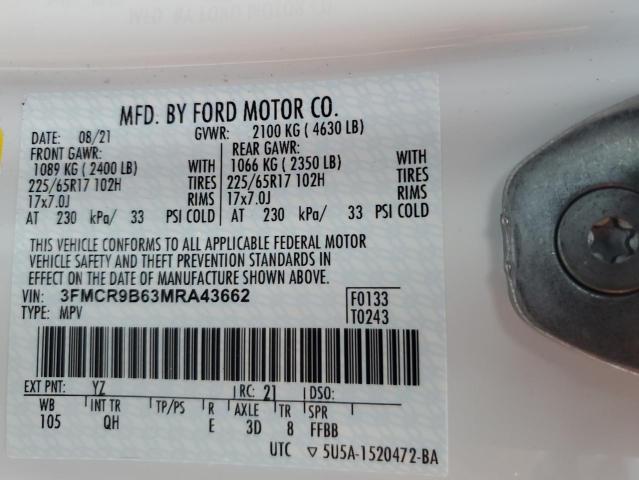 MFD. BY FORD MOTOR CO.
DATE: 08/21 GVWR: 2100 KG ( 4630 LB)
FRONT GAWR: REAR GAWR:
1089 KG ( 2400 LB) WITH 1066 KG ( 2350 LB) WITH
225/65R17 102H TIRES 225/65R17 102H TIRES
17x7.0J RIMS 17x7.0J RIMS
AT 230 kPa/ 33 PSI COLD AT 230 kPa/ 33 PSI COLD
THIS VEHICLE CONFORMS TO ALL APPLICABLE FEDERAL MOTOR
VEHICLE SAFETY AND THEFT PREVENTION STANDARDS IN
EFFECT ON THE DATE OF MANUFACTURE SHOWN ABOVE.
VIN: 3FMCR9B63MRA43662 F0133
TYPE: MPV T0243
EXT PNT: YZ RC: 21 DSO:
WB INT TR TP/PS R AXLE TR SPR
105 QH E 3D 8 FFBB
UTC ▽ 5U5A-1520472-BA